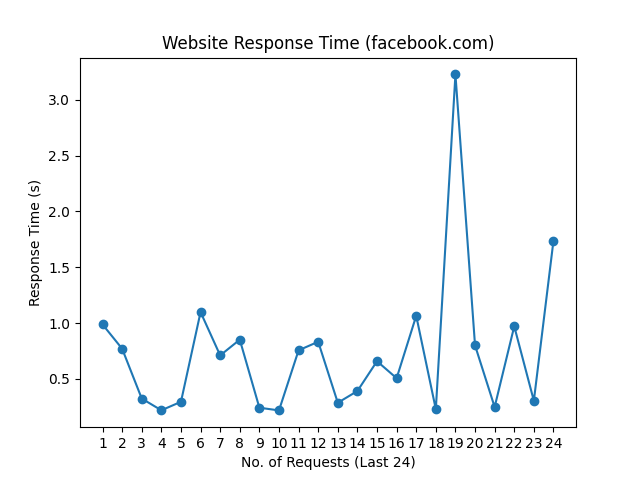 Website Response Time (facebook.com)
3.0
2.5
2.0
1.5
1.0
0.5
Response Time (s)
1 2 3 4 5 6 7 8 9 10 11 12 13 14 15 16 17 18 19 20 21 22 23 24
No. of Requests (Last 24)